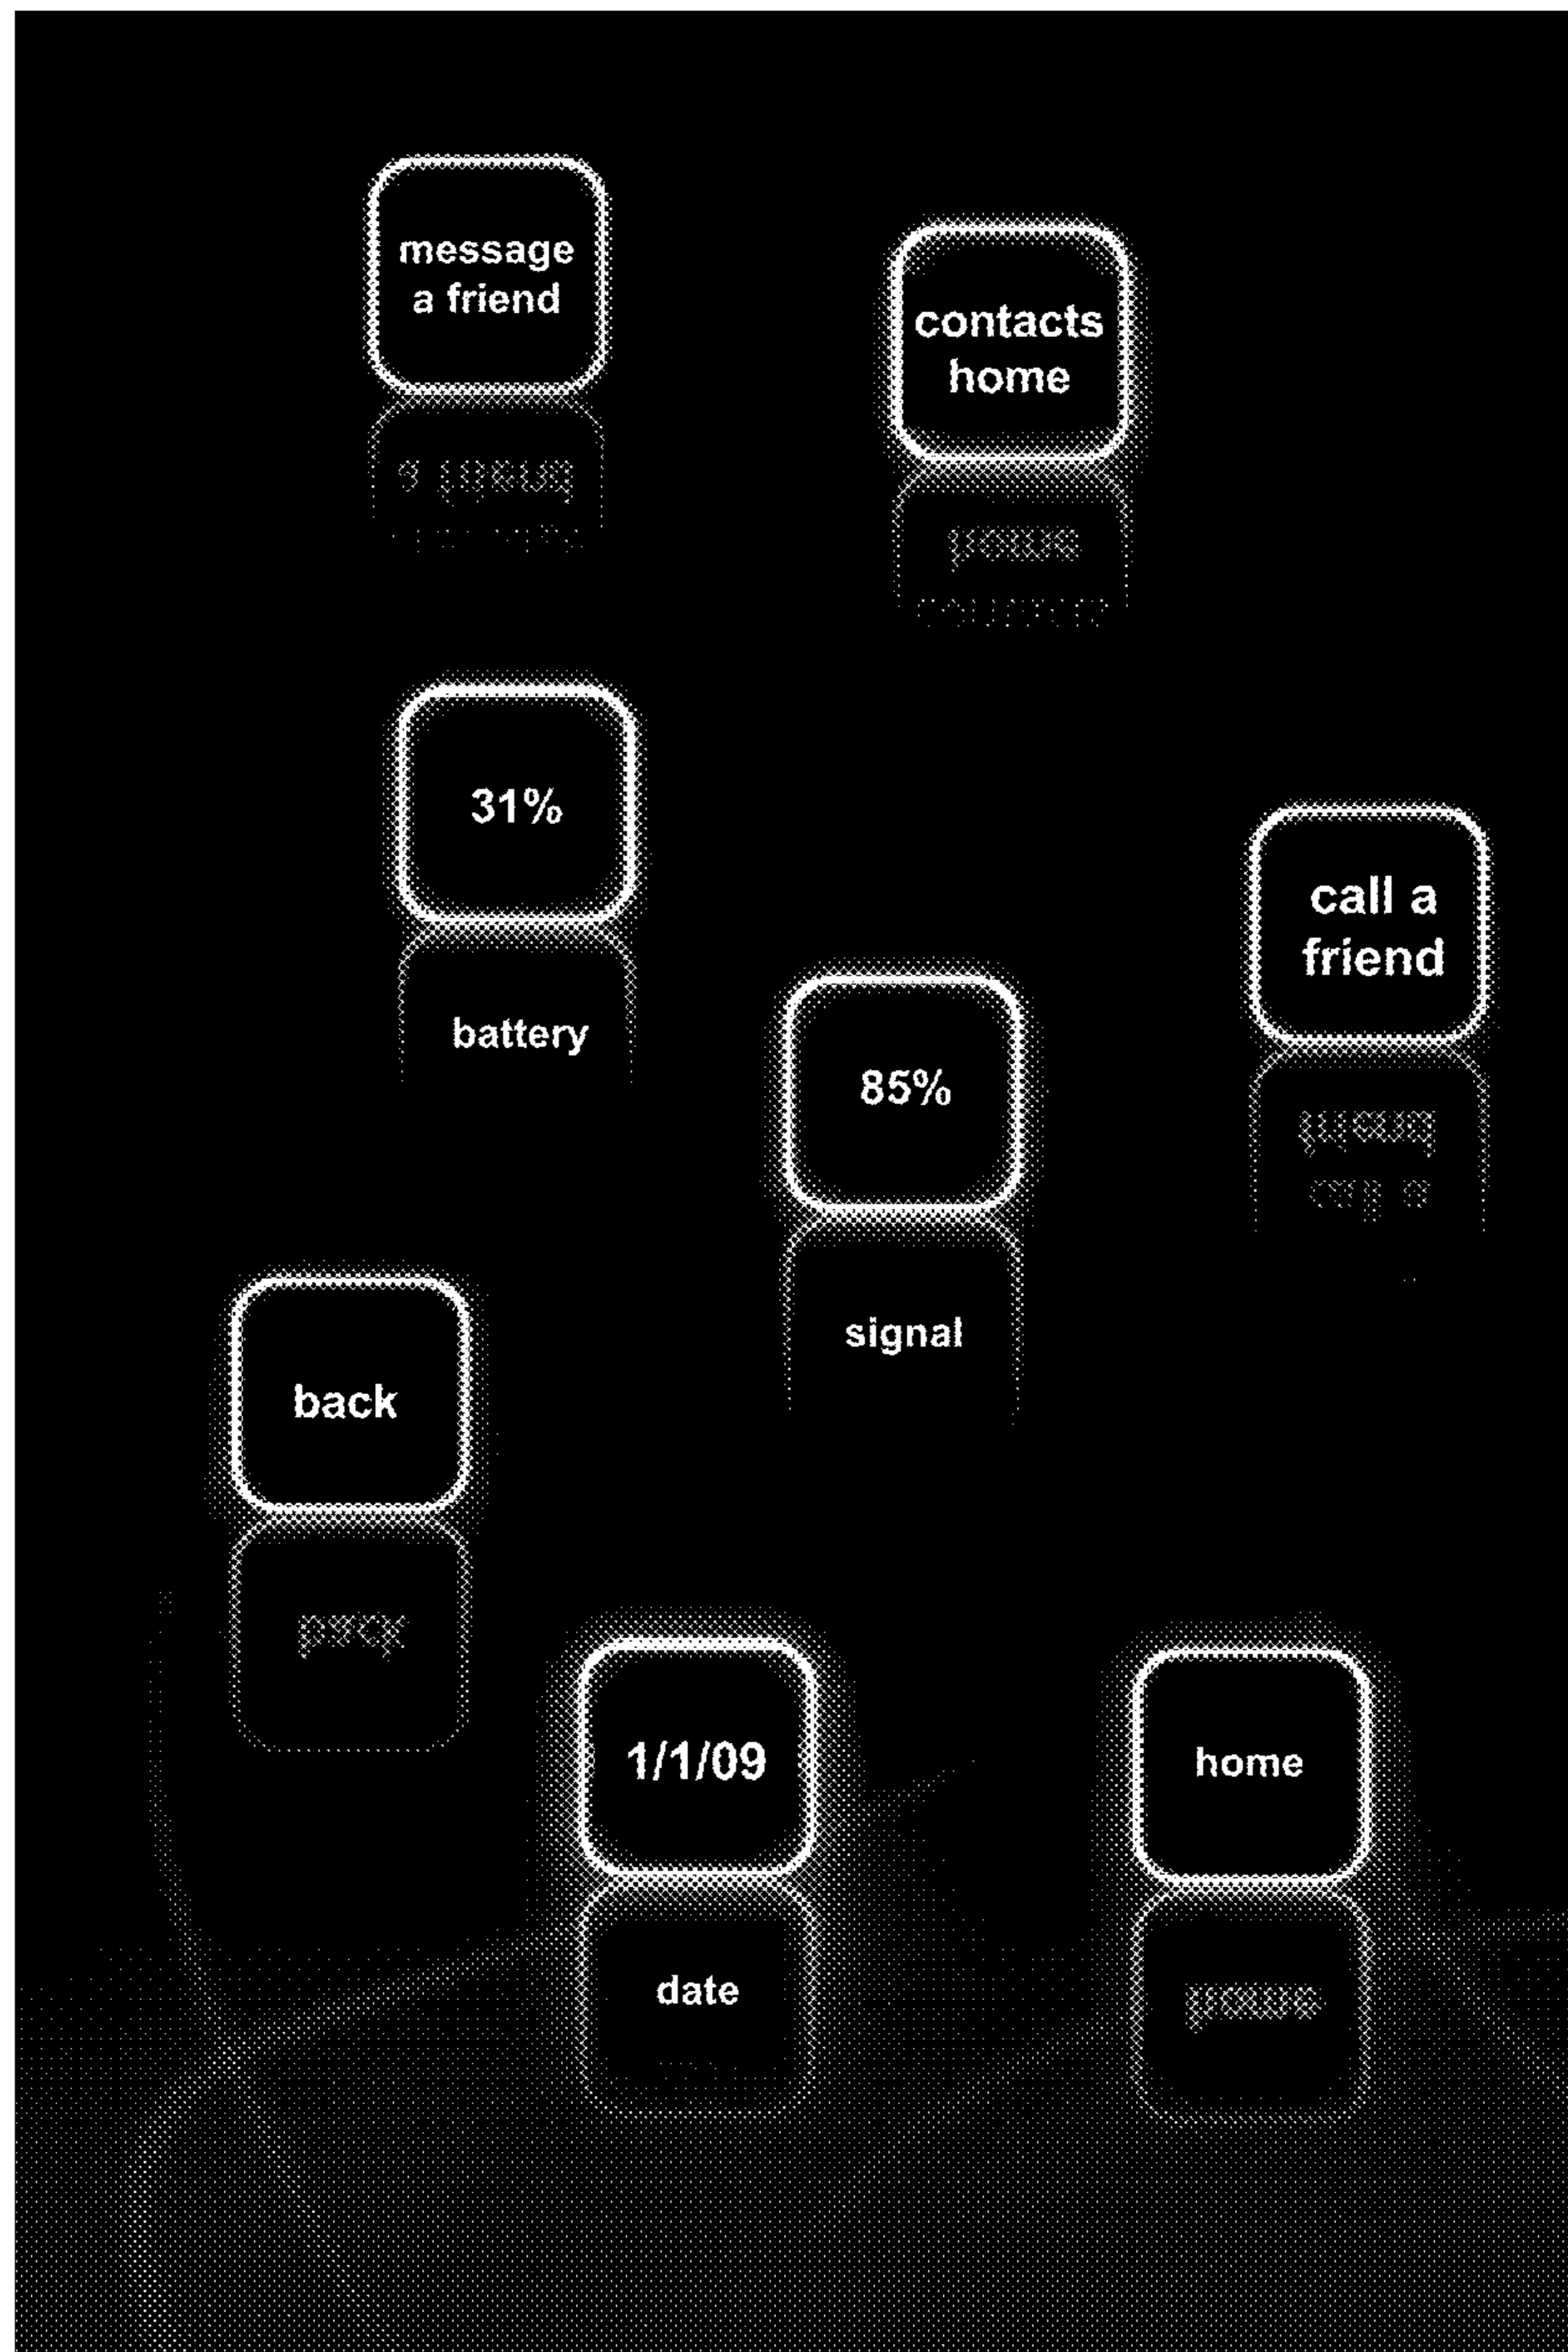 message
a friend
contacts
home
31%
battery
call a
friend
85%
signal
back
1/1/09
date
home